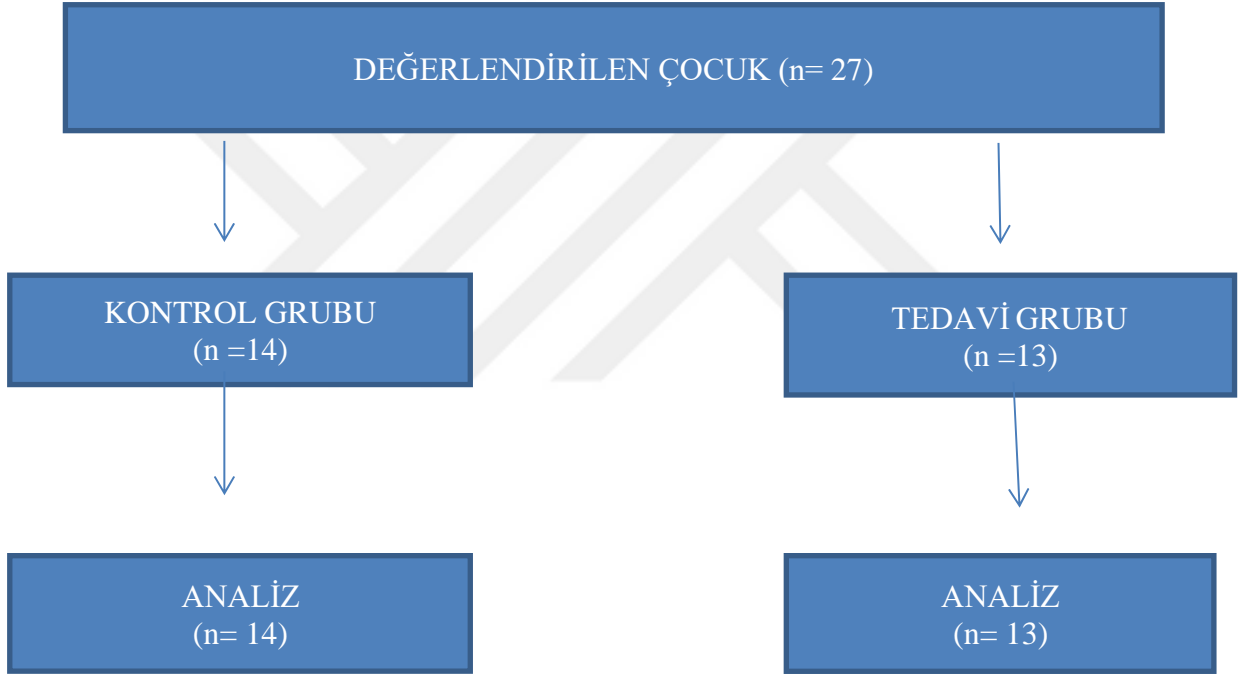 DEĞERLENDİRİLEN ÇOCUK (n= 27)
KONTROL GRUBU
(n =14)
TEDAVİ GRUBU
(n =13)
ANALİZ
(n= 14)
ANALİZ
(n= 13)